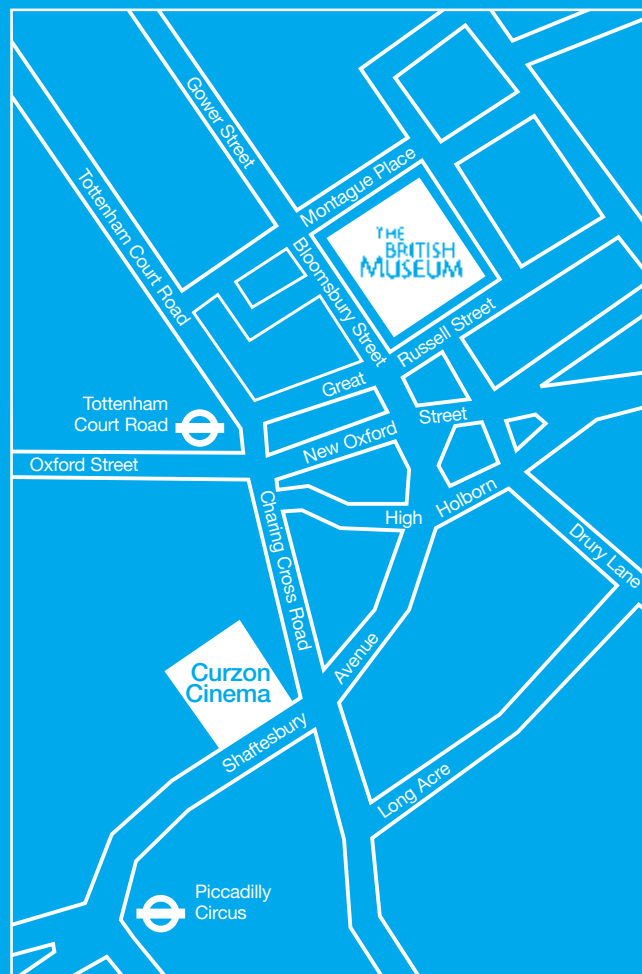 Gower Street
Montague Place
Tottenham Court Road
THE
BRITISH
MUSEUM
Bloomsbury Street
Great
Russell Street
Tottenham
Court Road
New Oxford
Street
Oxford Street
High
Holborn
Charing Cross Road
Drury Lane
Curzon
Cinema
Shaftesbury
Avenue
Long Acre
Piccadilly
Circus